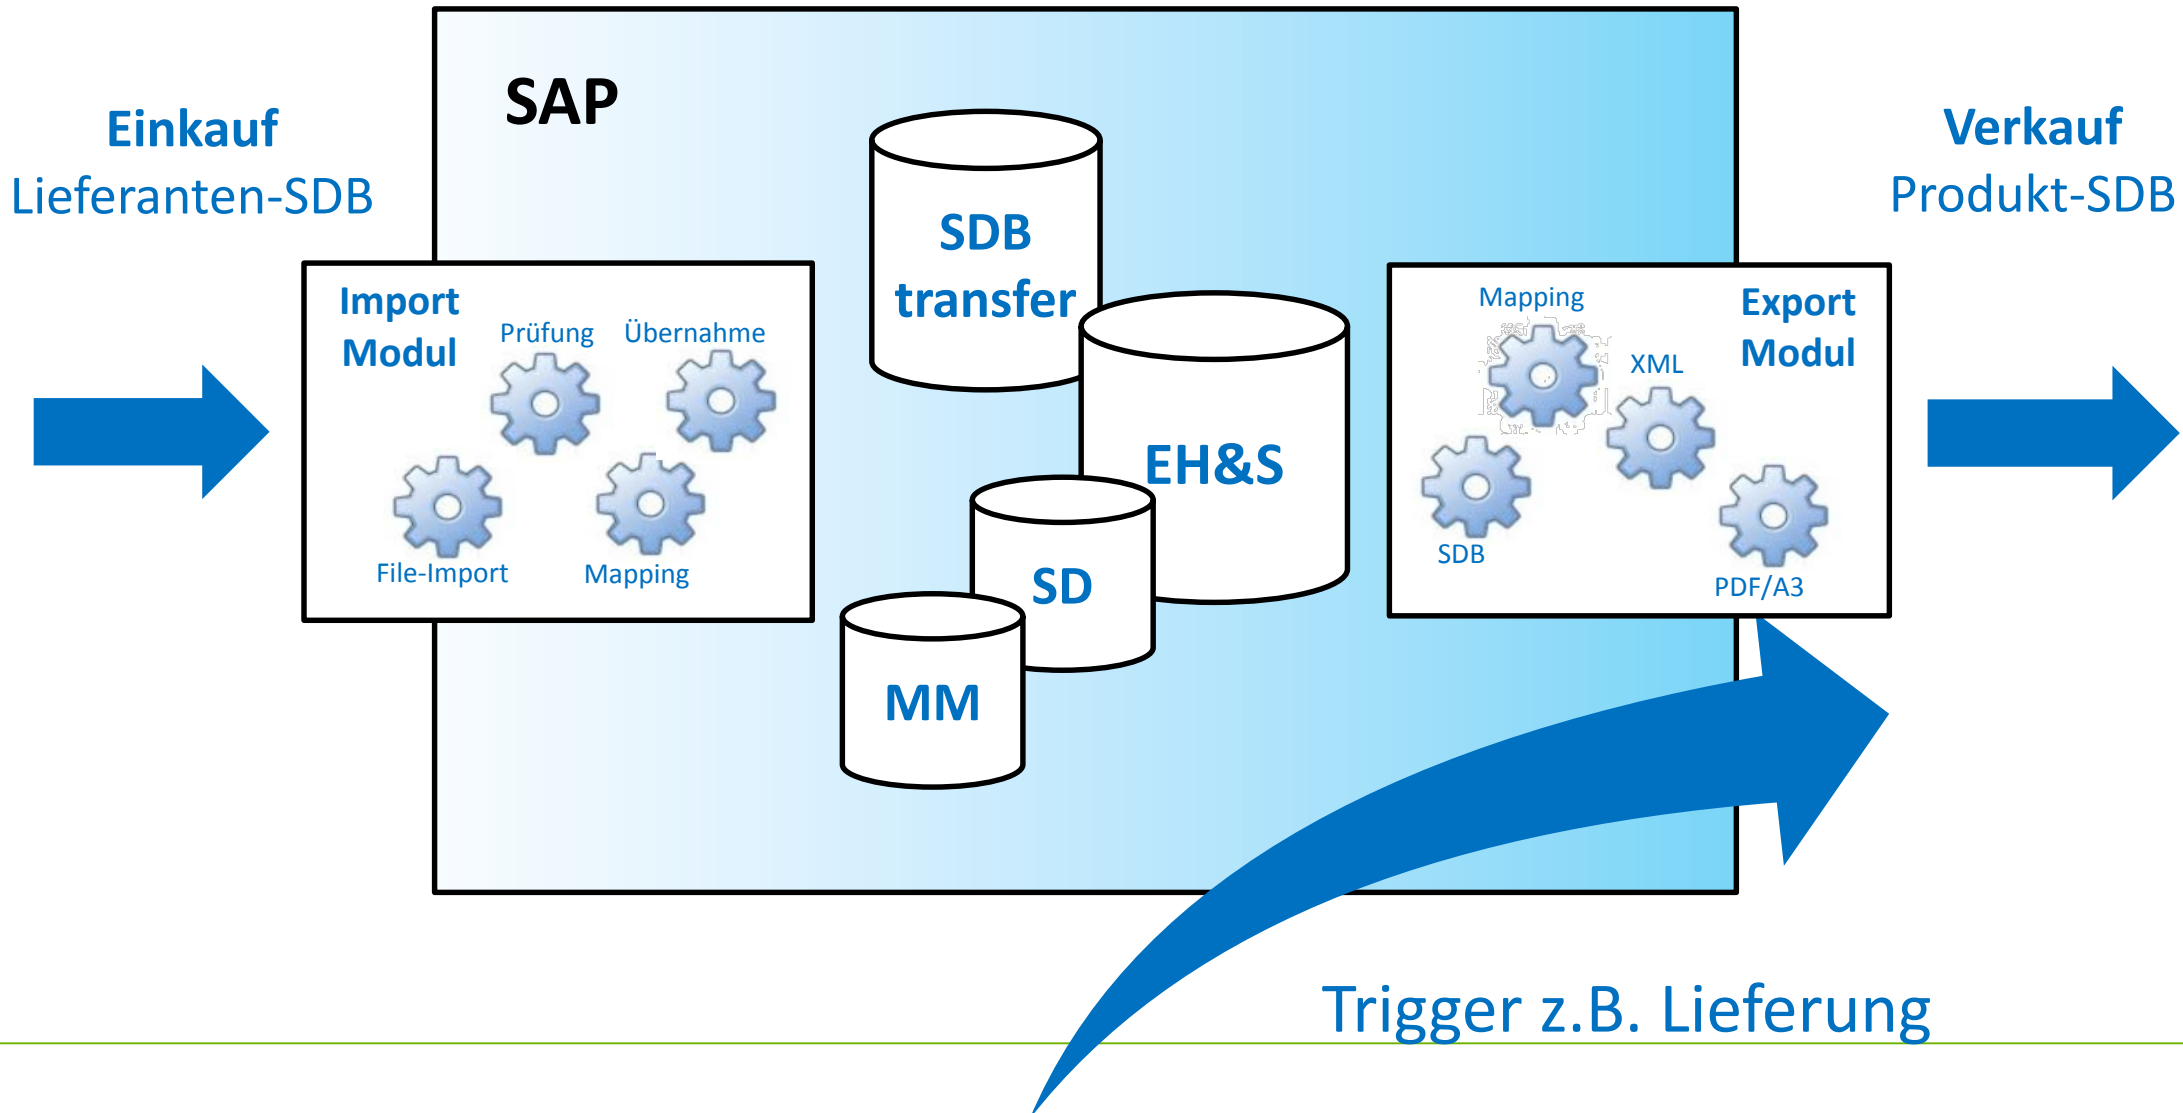 SAP
Einkauf
Lieferanten-SDB
Verkauf
Produkt-SDB
Import
Modul
Prüfung
Übernahme
File-Import
Mapping
SDB
transfer
EH&S
SD
MM
Mapping
Export
Modul
XML
SDB
PDF/A3
Trigger z.B. Lieferung